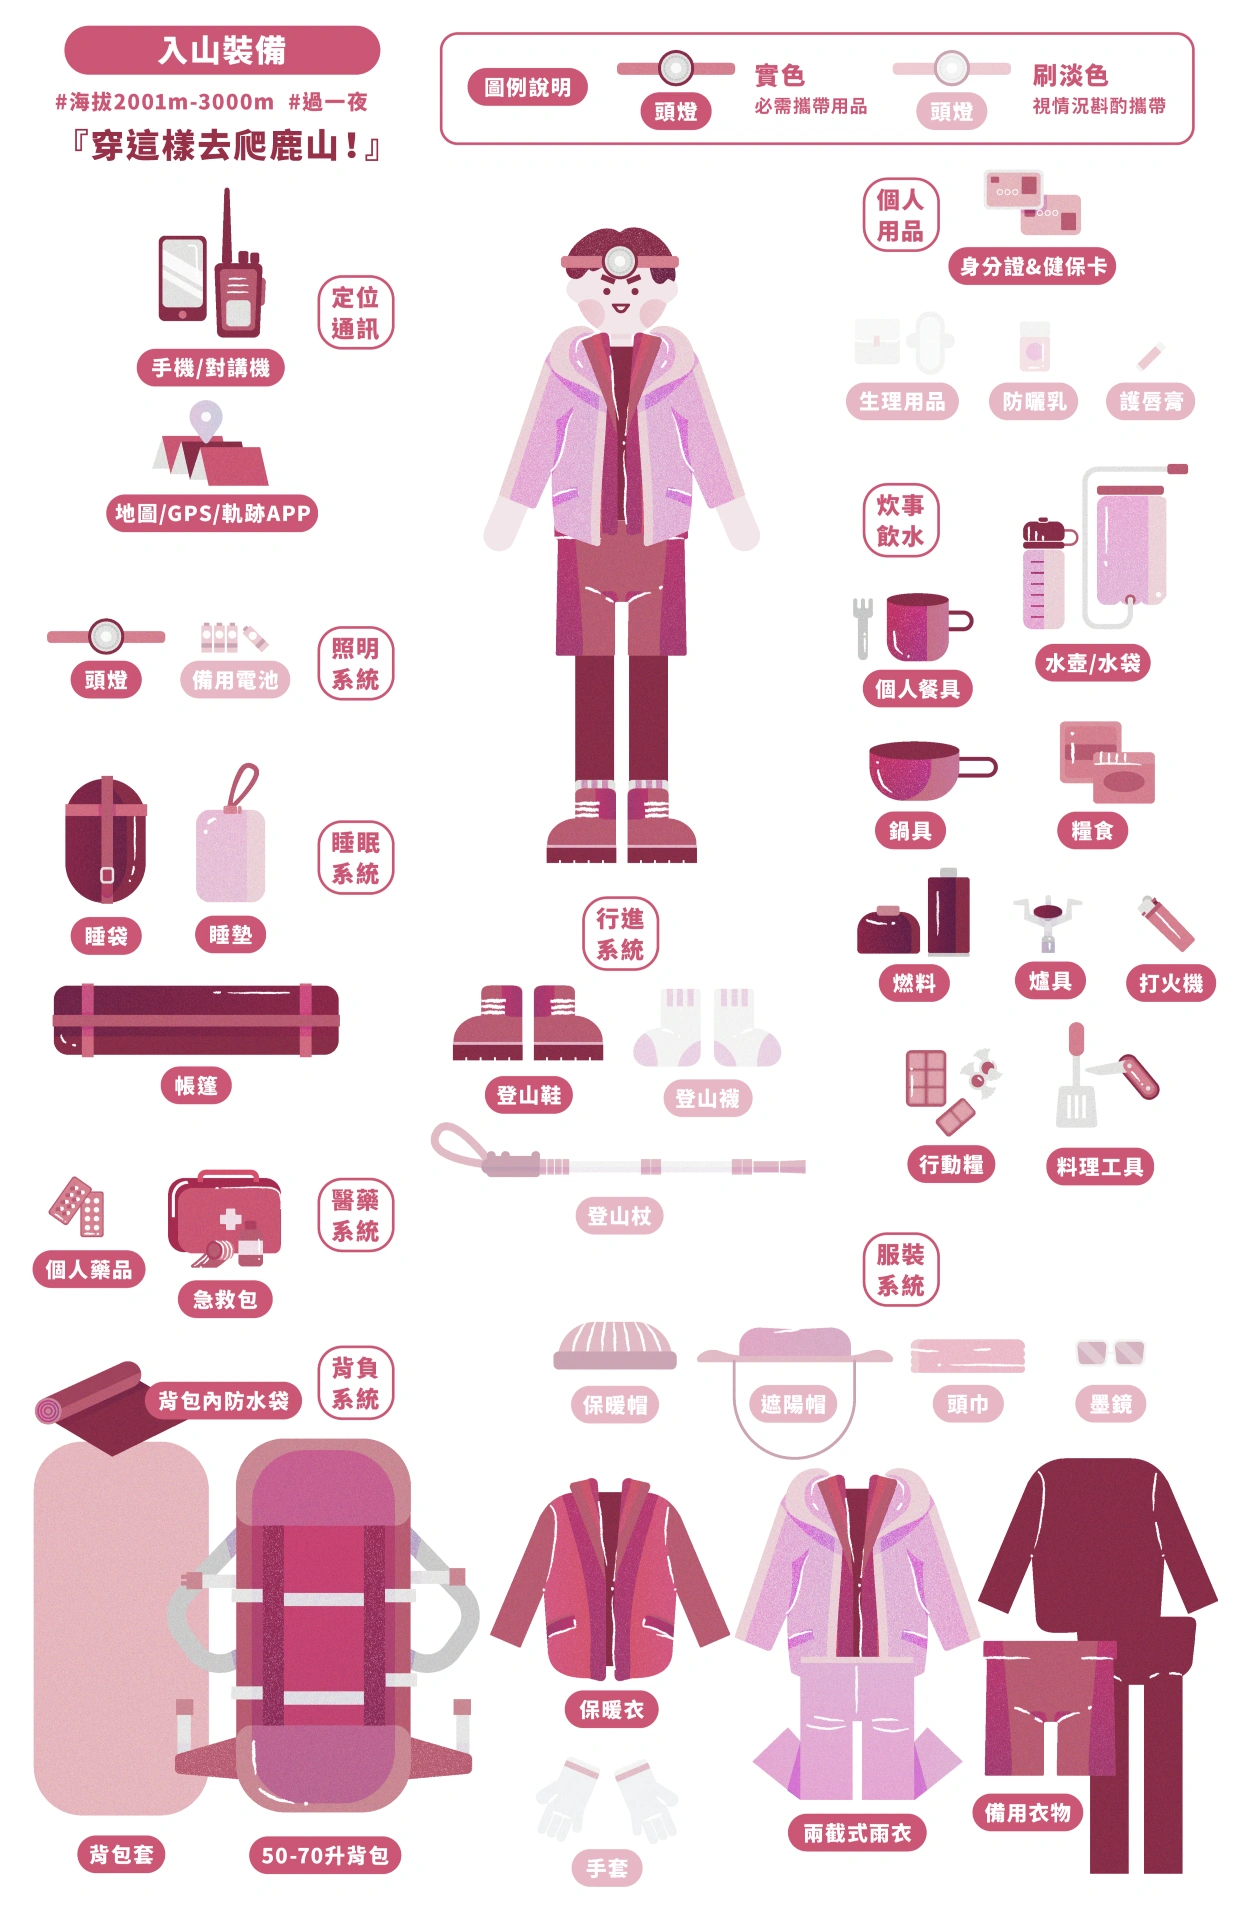 入山裝備
#海拔2001m-3000m #過一夜
『穿這樣去爬鹿山！』
圖例說明
頭燈
實色
必需攜帶用品
頭燈
刷淡色
視情況斟酌攜帶
定位
通訊
手機/對講機
地圖/GPS/軌跡APP
照明
系統
頭燈
備用電池
睡眠
系統
睡袋
睡墊
帳篷
醫藥
系統
個人藥品
急救包
背負
系統
背包內防水袋
背包套
50-70升背包
行進
系統
登山鞋
登山襪
登山杖
個人
用品
身分證&健保卡
生理用品
防曬乳
護唇膏
炊事
飲水
水壺/水袋
個人餐具
鍋具
糧食
燃料
爐具
打火機
行動糧
料理工具
服裝
系統
保暖帽
遮陽帽
頭巾
墨鏡
保暖衣
手套
兩截式雨衣
備用衣物